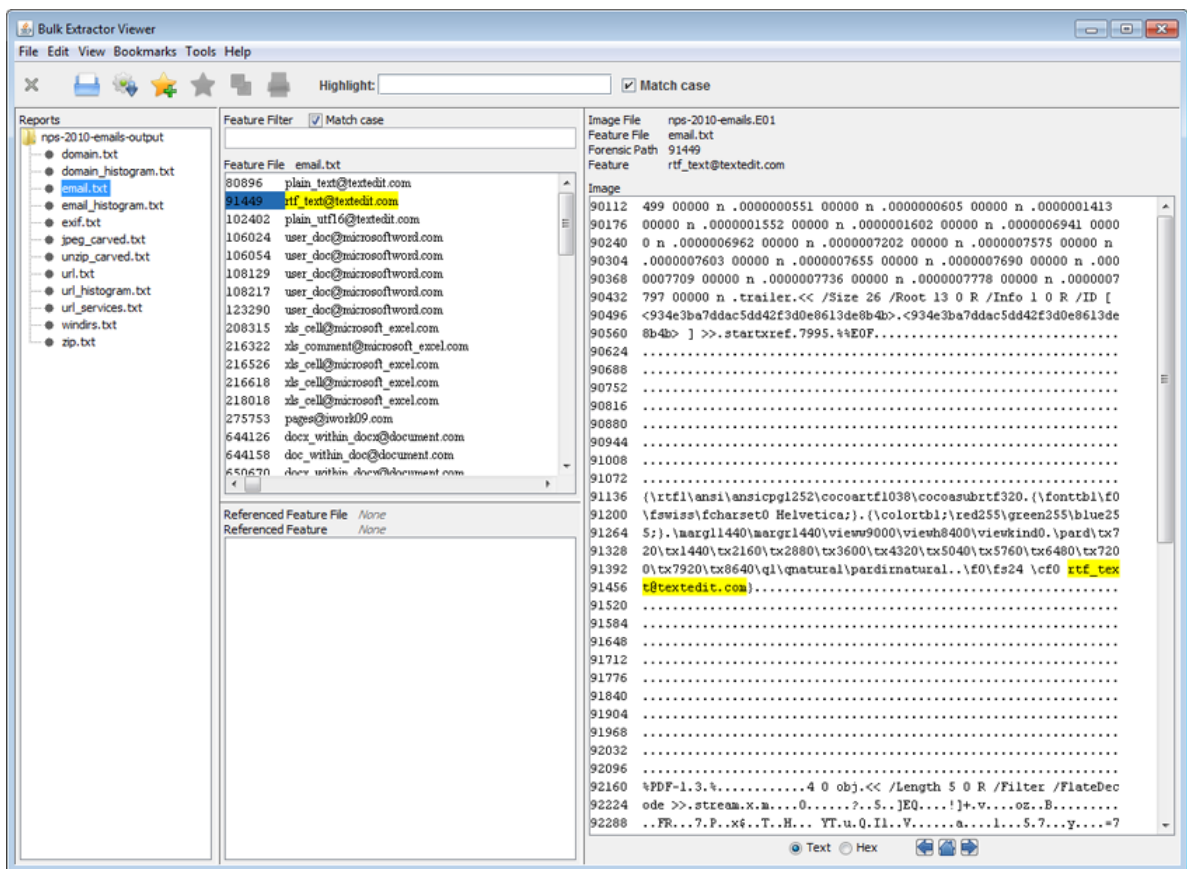 Bulk Extractor Viewer
File Edit View Bookmarks Tools Help
Highlight:
Match case
Reports
nps-2010-emails-output
domain.txt
domain_histogram.txt
email.txt
email_histogram.txt
exif.txt
jpeg_carved.txt
unzip_carved.txt
url.txt
url_histogram.txt
url_services.txt
windirs.txt
zip.txt
Feature Filter Match case
Feature File email.txt
80896 plain_text@textedit.com
91449 rtf_text@textedit.com
102402 plain_utf16@textedit.com
106024 user_doc@microsoftword.com
106054 user_doc@microsoftword.com
108129 user_doc@microsoftword.com
108217 user_doc@microsoftword.com
123290 user_doc@microsoftword.com
208315 xls_cell@microsoft_excel.com
216322 xls_comment@microsoft_excel.com
216526 xls_cell@microsoft_excel.com
216618 xls_cell@microsoft_excel.com
218018 xls_cell@microsoft_excel.com
275753 pages@iwork09.com
644126 docx_within_docx@document.com
644158 doc_within_doc@document.com
650670 docx_within_docx@document.com
Referenced Feature File None
Referenced Feature None
Image File nps-2010-emails.E01
Feature File email.txt
Forensic Path 91449
Feature rtf_text@textedit.com
Image
90112 499 00000 n .0000000551 00000 n .0000000605 00000 n .0000001413
90176 00000 n .0000001552 00000 n .0000001602 00000 n .0000006941 0000
90240 0 n .0000006962 00000 n .0000007202 00000 n .0000007575 00000 n
90304 .0000007603 00000 n .0000007655 00000 n .0000007690 00000 n .000
90368 0007709 00000 n .0000007736 00000 n .0000007778 00000 n .0000007
90432 797 00000 n .trailer.<< /Size 26 /Root 13 0 R /Info 1 0 R /ID [
90496 <934e3ba7ddac5dd42f3d0e8613de8b4b>.<934e3ba7ddac5dd42f3d0e8613de
90560 8b4b> ] >>.startxref.7995.%%EOF.................................
90624 ................................................................
90688 ................................................................
90752 ................................................................
90816 ................................................................
90880 ................................................................
90944 ................................................................
91008 ................................................................
91072 ................................................................
91136 {\rtf1\ansi\ansicpg1252\cocoartf1038\cocoasubrtf320.{\fonttbl\f0
91200 \fswiss\fcharset0 Helvetica;}.{\colortbl;\red255\green255\blue25
91264 5;}.\margl1440\margr1440\vieww9000\viewh8400\viewkind0.\pard\tx7
91328 20\tx1440\tx2160\tx2880\tx3600\tx4320\tx5040\tx5760\tx6480\tx720
91392 0\tx7920\tx8640\ql\qnatural\pardirnatural..\f0\fs24 \cf0 rtf_tex
91456 t@textedit.com}.................................................
91520 ................................................................
91584 ................................................................
91648 ................................................................
91712 ................................................................
91776 ................................................................
91840 ................................................................
91904 ................................................................
91968 ................................................................
92032 ................................................................
92096 ................................................................
92160 %PDF-1.3.%............4 0 obj.<< /Length 5 0 R /Filter /FlateDec
92224 ode >>.stream.x.m....0......?..5..]EQ....!]+.v....oz..B.........
92288 ..FR...7.P..x$..T..H... YT.u.Q.Il..V......a....l...5.7...y....=7
Text Hex